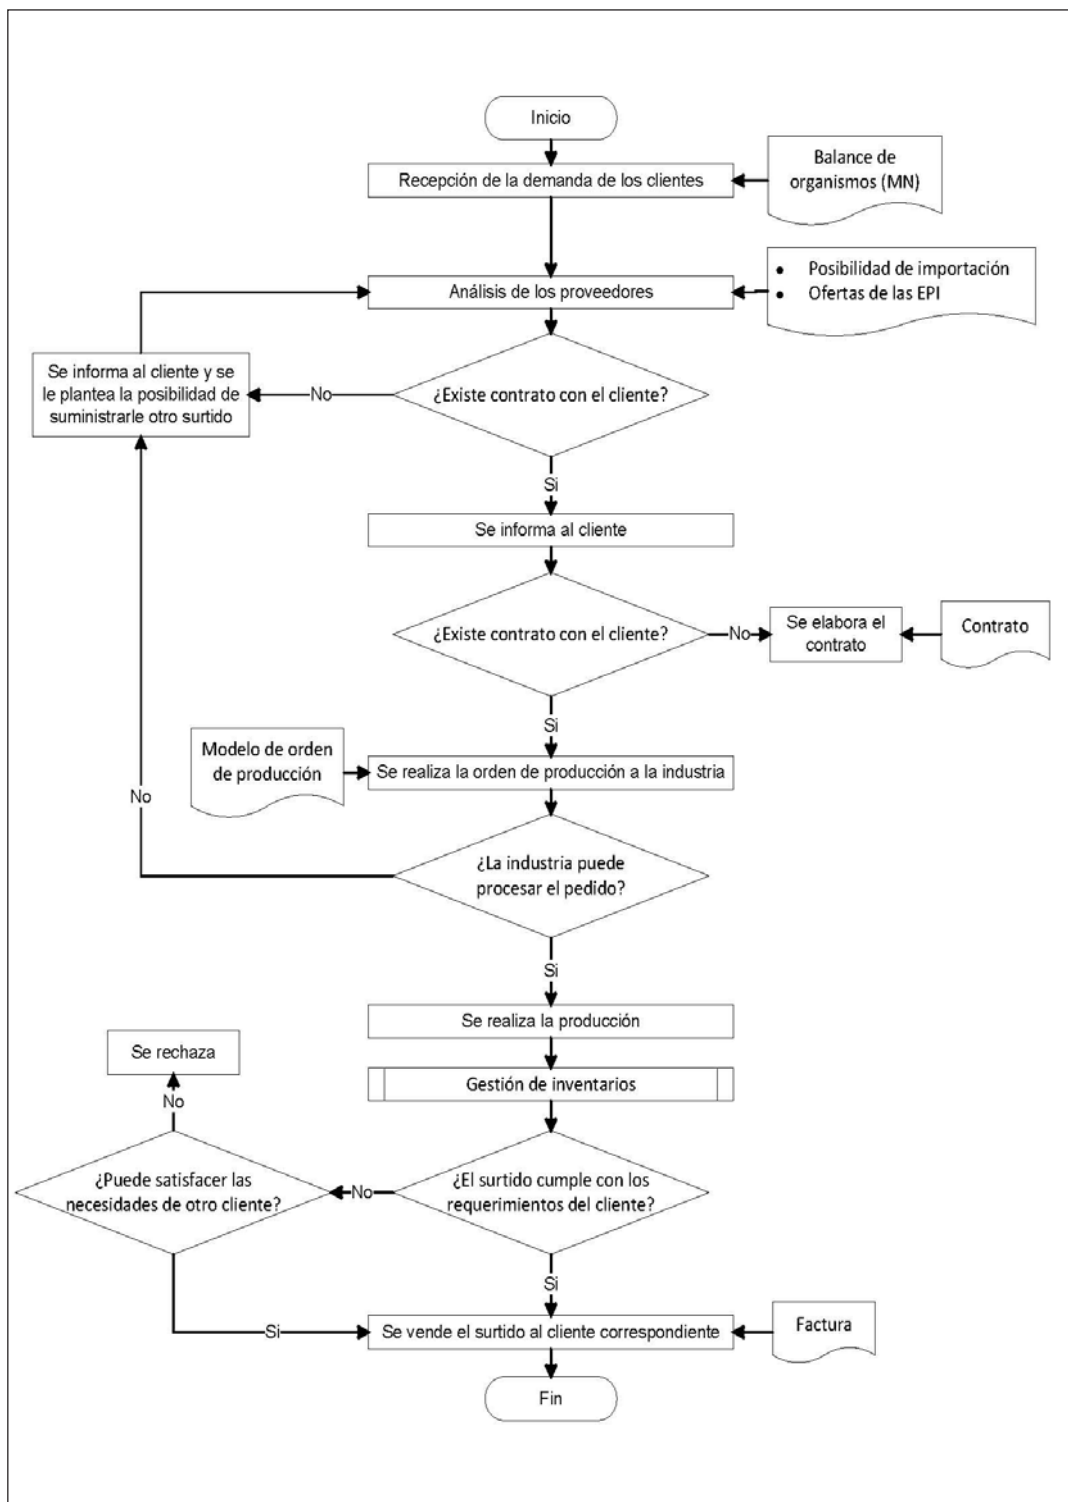 Inicio
Recepción de la demanda de los clientes
Balance de
organismos (MN)
Análisis de los proveedores
• Posibilidad de importación
• Ofertas de las EPI
Se informa al cliente y se
le plantea la posibilidad de
suministrarle otro surtido
No
¿Existe contrato con el cliente?
Si
Se informa al cliente
¿Existe contrato con el cliente?
No
Se elabora el
contrato
Contrato
Si
Modelo de orden
de producción
Se realiza la orden de producción a la industria
No
¿La industria puede
procesar el pedido?
Si
Se realiza la producción
Se rechaza
Gestión de inventarios
No
¿Puede satisfacer las
necesidades de otro cliente?
No
¿El surtido cumple con los
requerimientos del cliente?
Si
Si
Se vende el surtido al cliente correspondiente
Factura
Fin